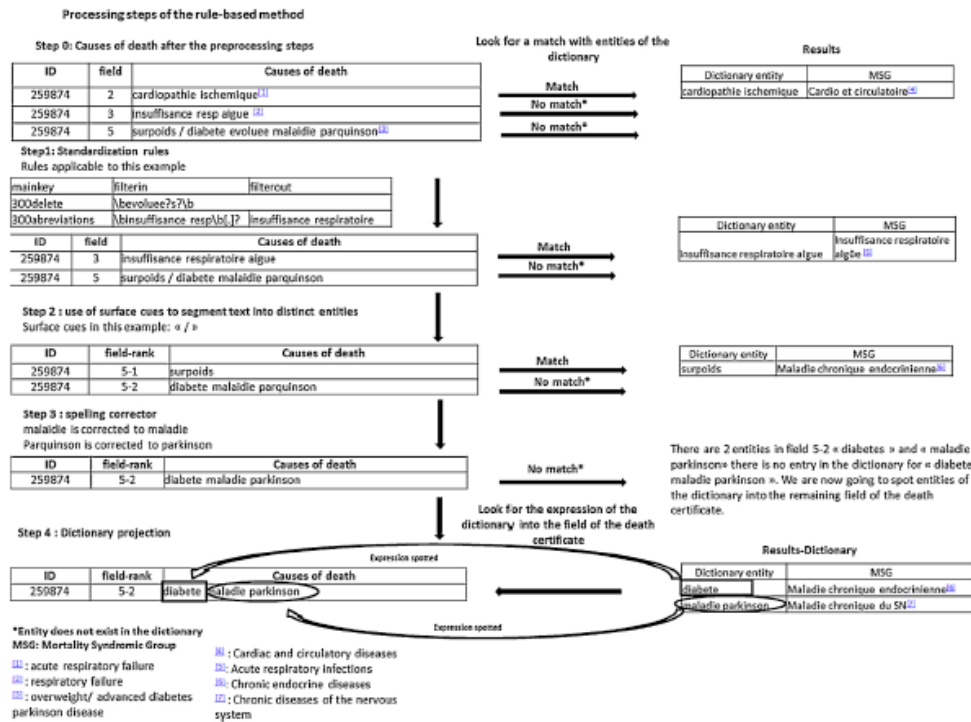 Processing steps of the rule-based method
Step 0: Causes of death after the preprocessing steps
Look for a match with entities of the dictionary
Results
ID field Causes of death
259874 2 cardiopathie ischemique[1]
259874 3 insuffisance resp aigue [2]
259874 5 surpoids / diabete evoluee malaidie parquinson[3]
Match
No match*
No match*
Dictionary entity MSG
cardiopathie ischemique Cardio et circulatoire[4]
Step1: Standardization rules
Rules applicable to this example
mainkey filterin filterout
300delete \bevoluee?s?\b
300abreviations \binsuffisance resp\b[.]? insuffisance respiratoire
ID field Causes of death
259874 3 insuffisance respiratoire aigue
259874 5 surpoids / diabete malaidie parquinson
Match
No match*
Dictionary entity MSG
Insuffisance respiratoire aigue Insuffisance respiratoire aigüe [5]
Step 2 : use of surface cues to segment text into distinct entities
Surface cues in this example: « / »
ID field-rank Causes of death
259874 5-1 surpoids
259874 5-2 diabete malaidie parquinson
Match
No match*
Dictionary entity MSG
surpoids Maladie chronique endocrinienne[6]
Step 3 : spelling corrector
malaidie is corrected to maladie
Parquinson is corrected to parkinson
ID field-rank Causes of death
259874 5-2 diabete maladie parkinson
No match*
There are 2 entities in field 5-2 « diabetes » and « maladie
parkinson» there is no entry in the dictionary for « diabete
maladie parkinson ». We are now going to spot entities of
the dictionary into the remaining field of the death
certificate.
Look for the expression of the
dictionary into the field of the death
certificate
Step 4 : Dictionary projection
Expression spotted
Results-Dictionary
ID field-rank Causes of death
259874 5-2 diabete maladie parkinson
Dictionary entity MSG
diabete Maladie chronique endocrinienne[6]
maladie parkinson Maladie chronique du SN[7]
Expression spotted
*Entity does not exist in the dictionary
MSG: Mortality Syndromic Group
[1] : acute respiratory failure
[2] : respiratory failure
[3] : overweight/ advanced diabetes
parkinson disease
[4] : Cardiac and circulatory diseases
[5] : Acute respiratory infections
[6] : Chronic endocrine diseases
[7] : Chronic diseases of the nervous
system